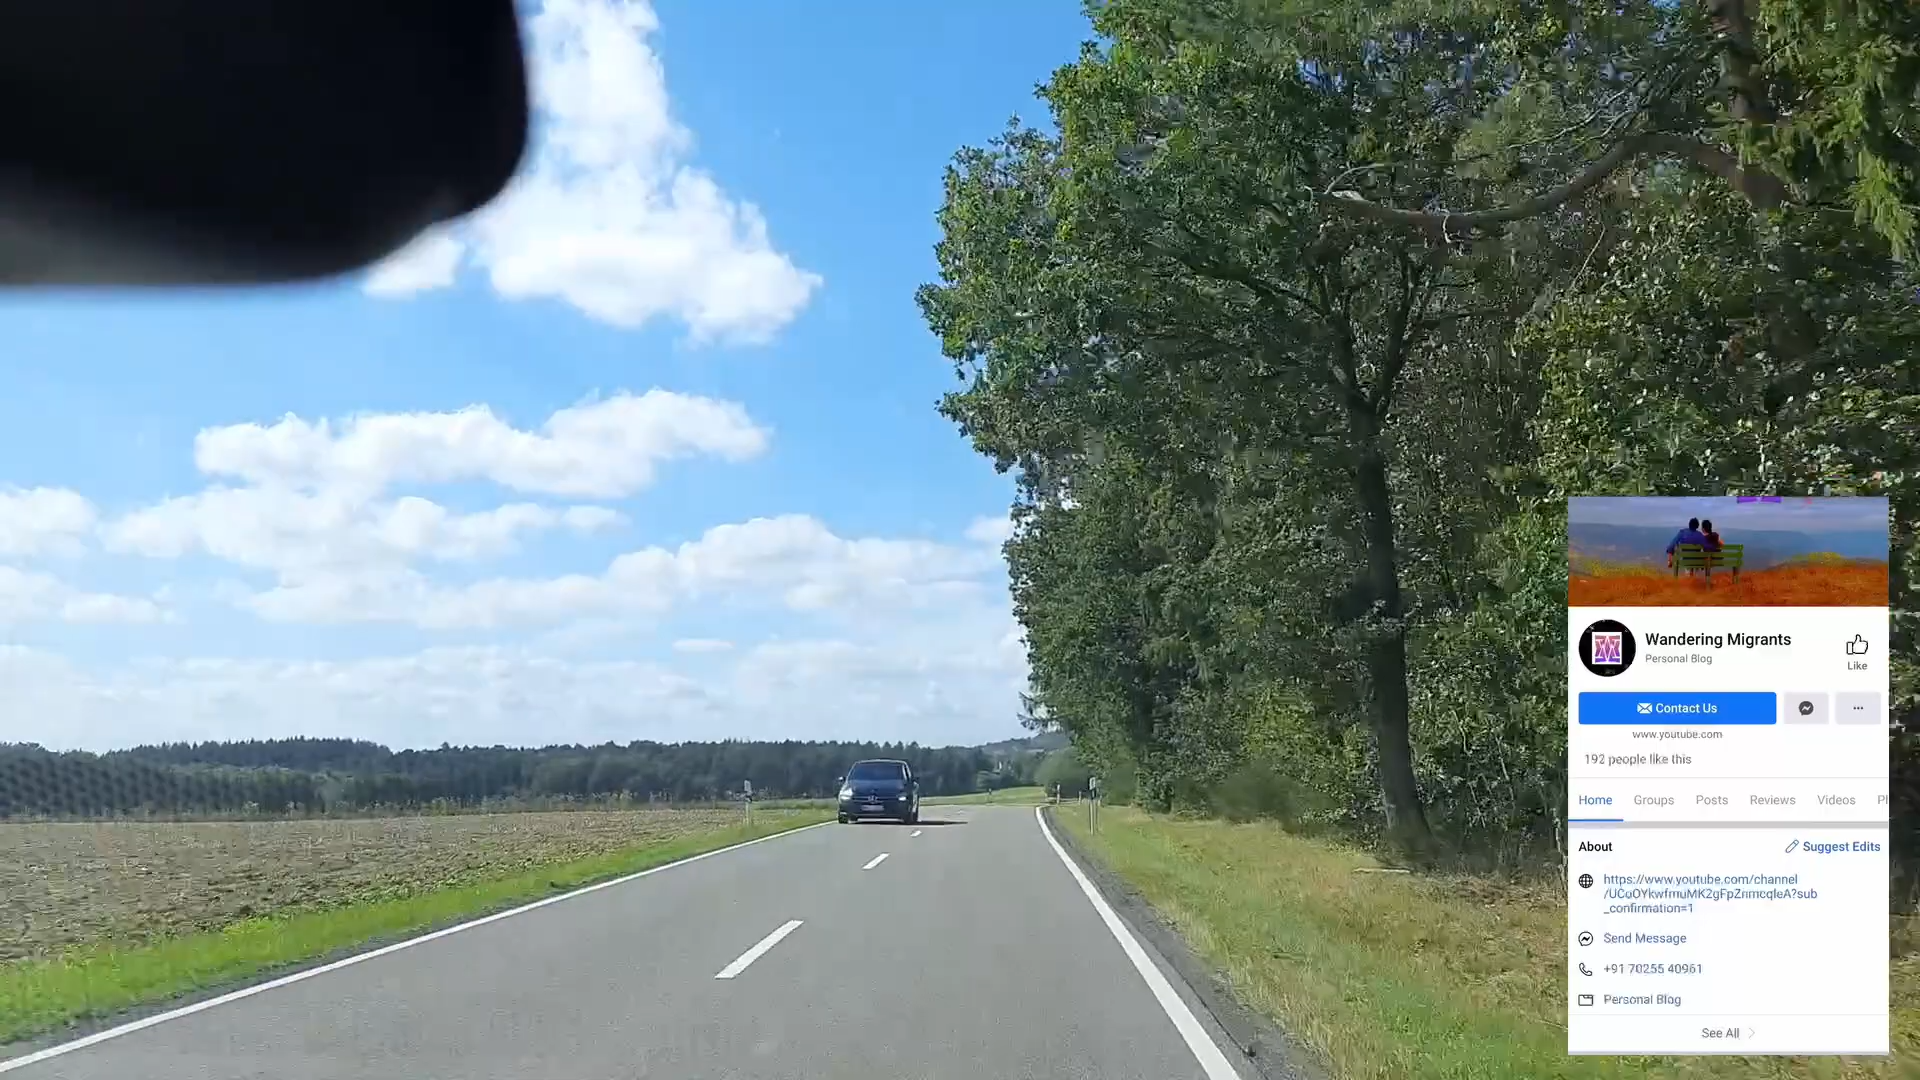 Wandering Migrants
Personal Blog
Like
Contact Us
www.youtube.com
192 people like this
Home Groups Posts Reviews Videos
About
Suggest Edits
https://www.youtube.com/channel
_confirmation=1
Send Message
+91 70255 40961
Personal Blog
See All